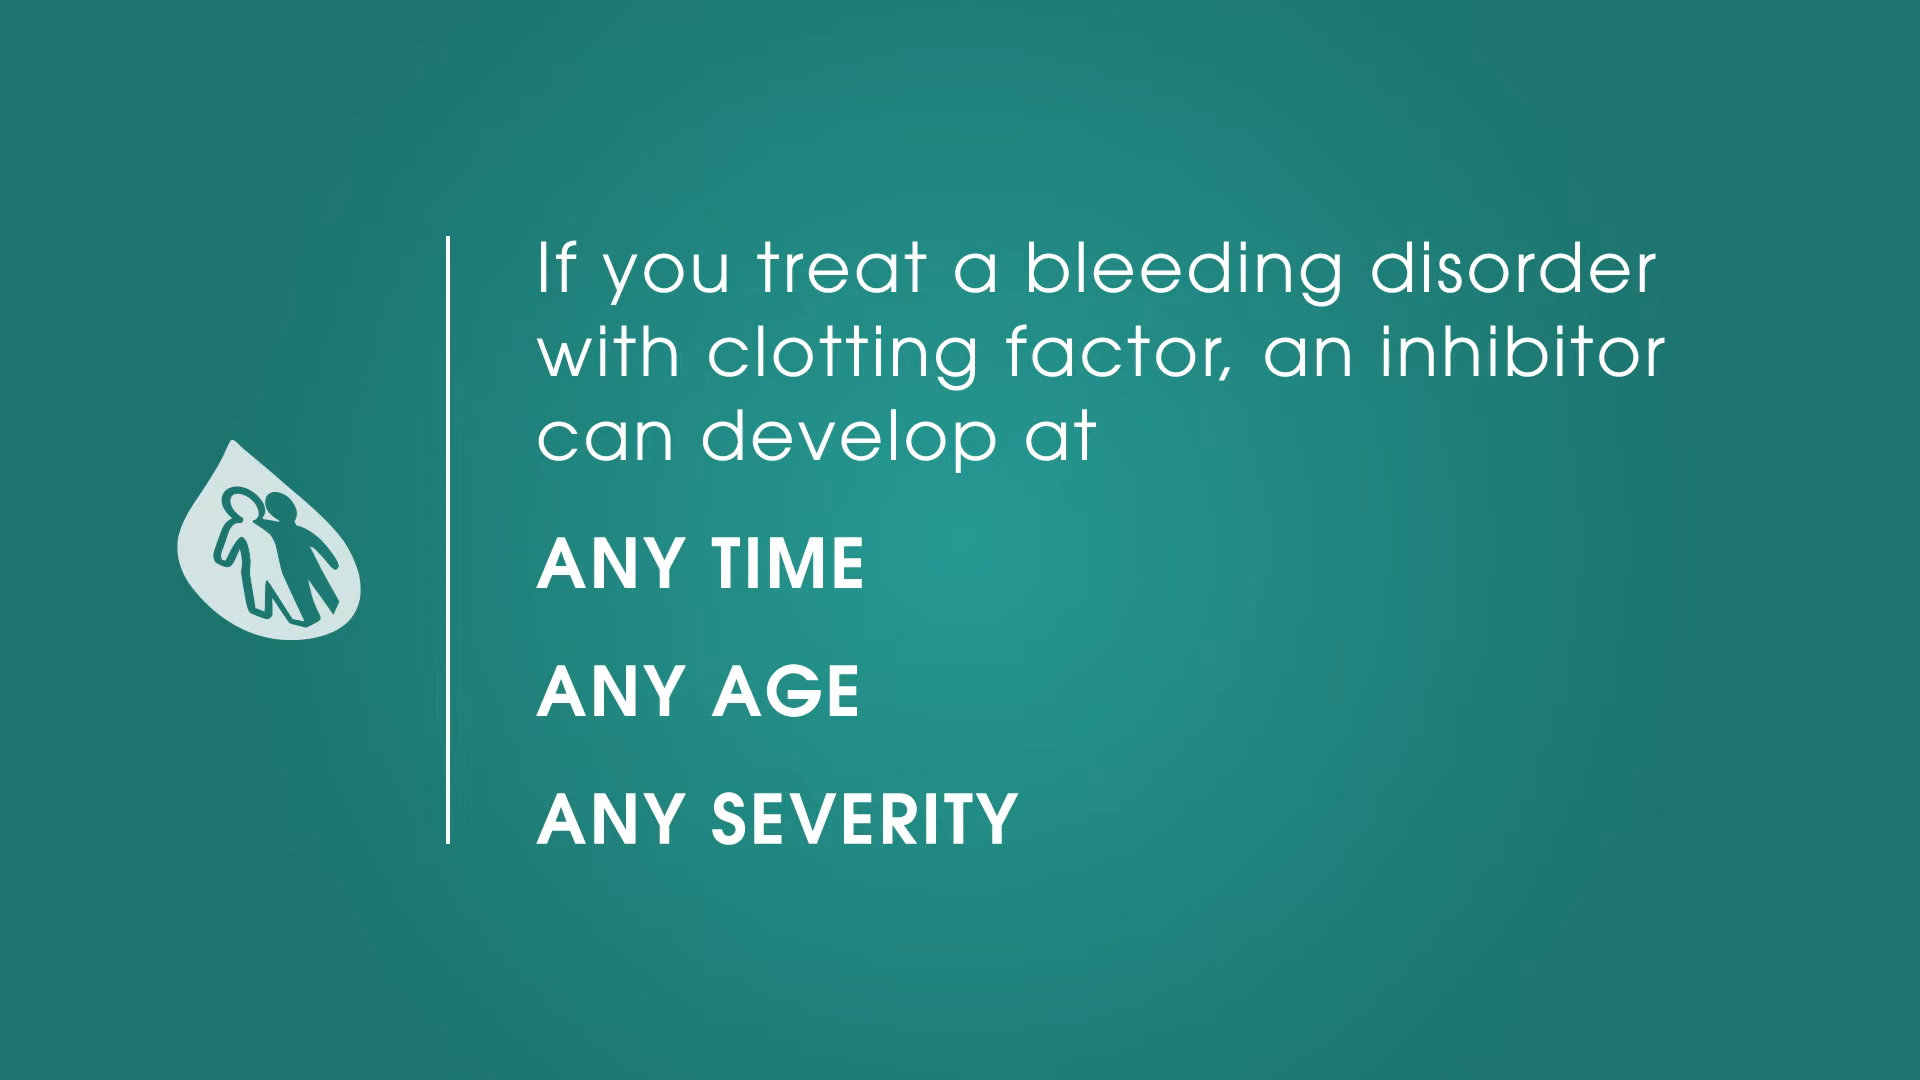 If you treat a bleeding disorder
with clotting factor, an inhibitor
can develop at
ANY TIME
ANY AGE
ANY SEVERITY